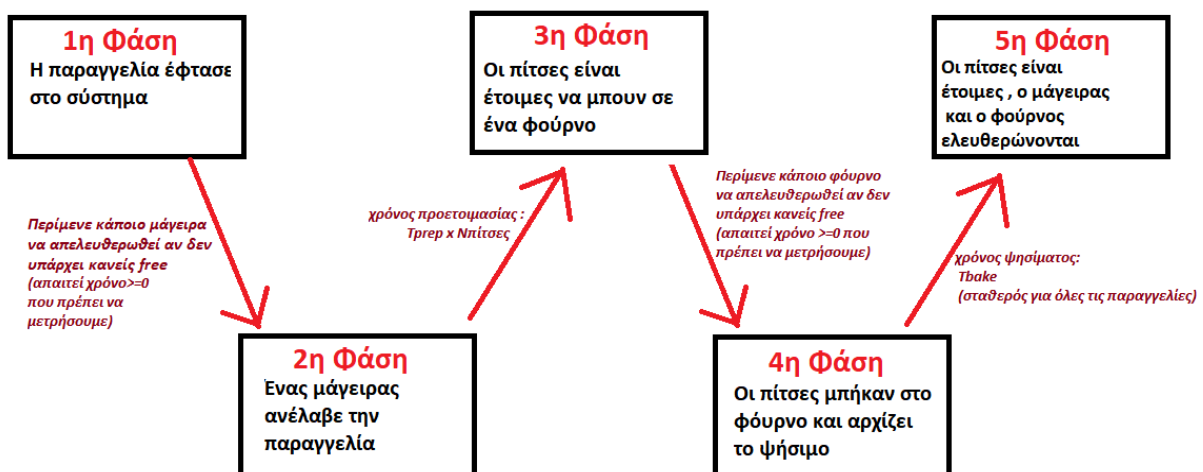 1η Φάση
Η παραγγελία έφτασε
στο σύστημα
Περίμενε κάποιο μάγειρα
να απελευθερωθεί αν δεν
υπάρχει κανείς free
(απαιτεί χρόνο>=0
που πρέπει να
μετρήσουμε)
2η Φάση
Ένας μάγειρας
ανέλαβε την
παραγγελία
χρόνος προετοιμασίας :
Tprep x Νπίτσες
3η Φάση
Οι πίτσες είναι
έτοιμες να μπουν σε
ένα φούρνο
Περίμενε κάποιο φόυρνο
να απελευθερωθεί αν δεν
υπάρχει κανείς free
(απαιτεί χρόνο >=0 που
πρέπει να μετρήσουμε)
4η Φάση
Οι πίτσες μπήκαν στο
φόυρνο και αρχίζει
το ψήσιμο
χρόνος ψησίματος:
Tbake
(σταθερός για όλες τις παραγγελίες)
5η Φάση
Οι πίτσες είναι
έτοιμες , ο μάγειρας
και ο φούρνος
ελευθερώνονται